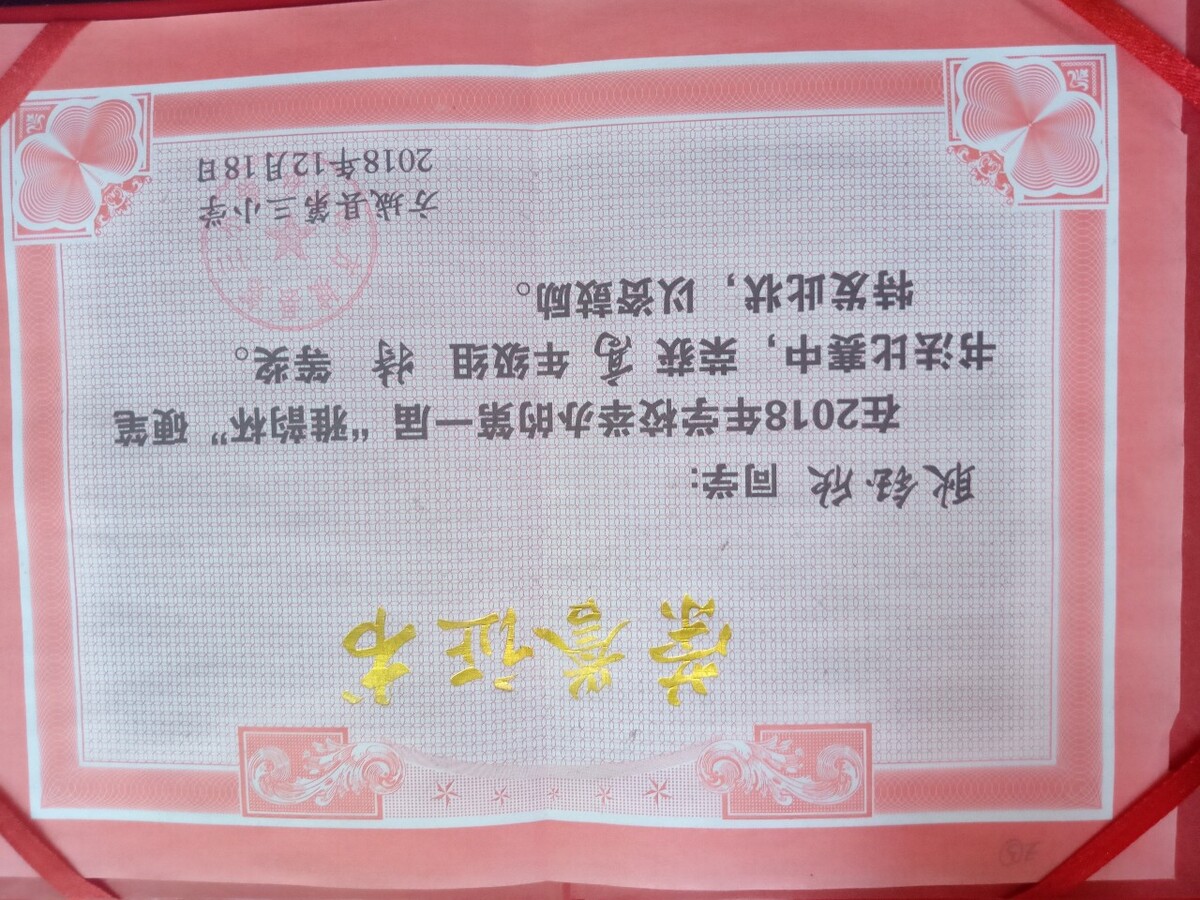 荣誉证书
耿钰欣 同学:
在2018年学校举办的第一届“雅韵杯”硬笔
书法比赛中，荣获 高 年级组 特 等奖。
特发此状，以资鼓励。
方城县第三小学
2018年12月18日